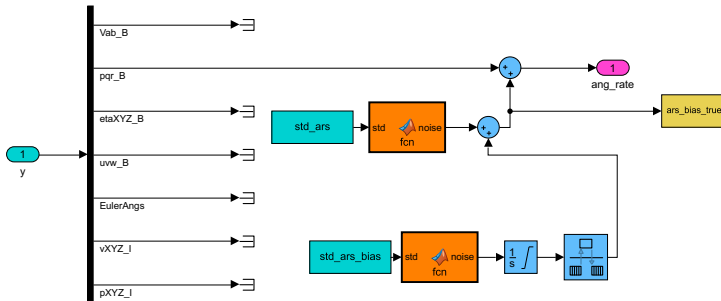 Vab_B
pqr_B
1
ang_rate
etaXYZ_B
std_ars
std
noise
fcn
ars_bias_true
1
y
uvw_B
EulerAngs
vXYZ_I
std_ars_bias
std
noise
fcn
1
s
pXYZ_I